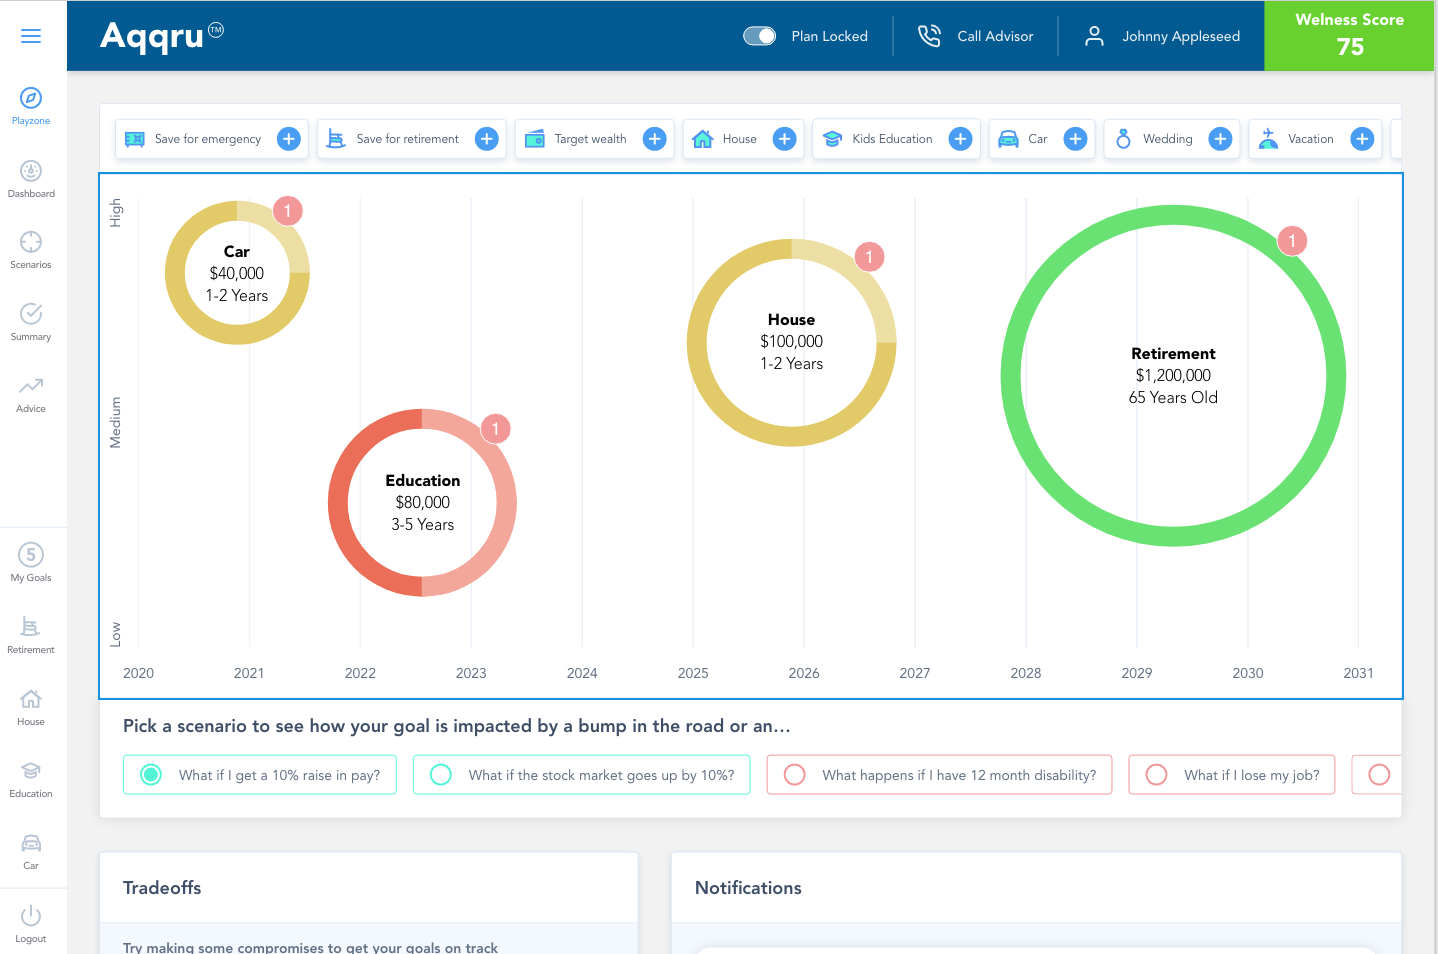 Aqqru TM
Plan Locked
Call Advisor
Johnny Appleseed
Welness Score
75
Playzone
Dashboard
Scenarios
Summary
Advice
5
My Goals
Retirement
House
Education
Car
Logout
Save for emergency
Save for retirement
Target wealth
House
Kids Education
Car
Wedding
Vacation
High
Medium
Low
Car
$40,000
1-2 Years
1
Education
$80,000
3-5 Years
1
House
$100,000
1-2 Years
1
Retirement
$1,200,000
65 Years Old
1
2020 2021 2022 2023 2024 2025 2026 2027 2028 2029 2030 2031
Pick a scenario to see how your goal is impacted by a bump in the road or an...
What if I get a 10% raise in pay?
What if the stock market goes up by 10%?
What happens if I have 12 month disability?
What if I lose my job?
Tradeoffs
Try making some compromises to get your goals on track
Notifications